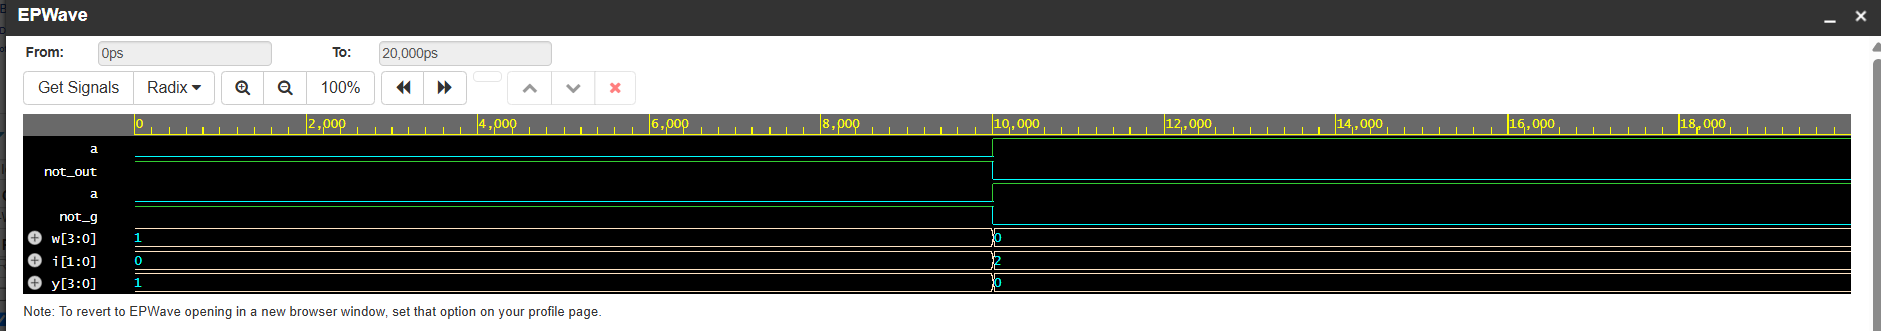 EPWave
From: 0ps To: 20,000ps
Get Signals Radix 100%
0 2,000 4,000 6,000 8,000 10,000 12,000 14,000 16,000 18,000
a
not_out
a
not_g
w[3:0] 1 0
i[1:0] 0 2
y[3:0] 1 0
Note: To revert to EPWave opening in a new browser window, set that option on your profile page.